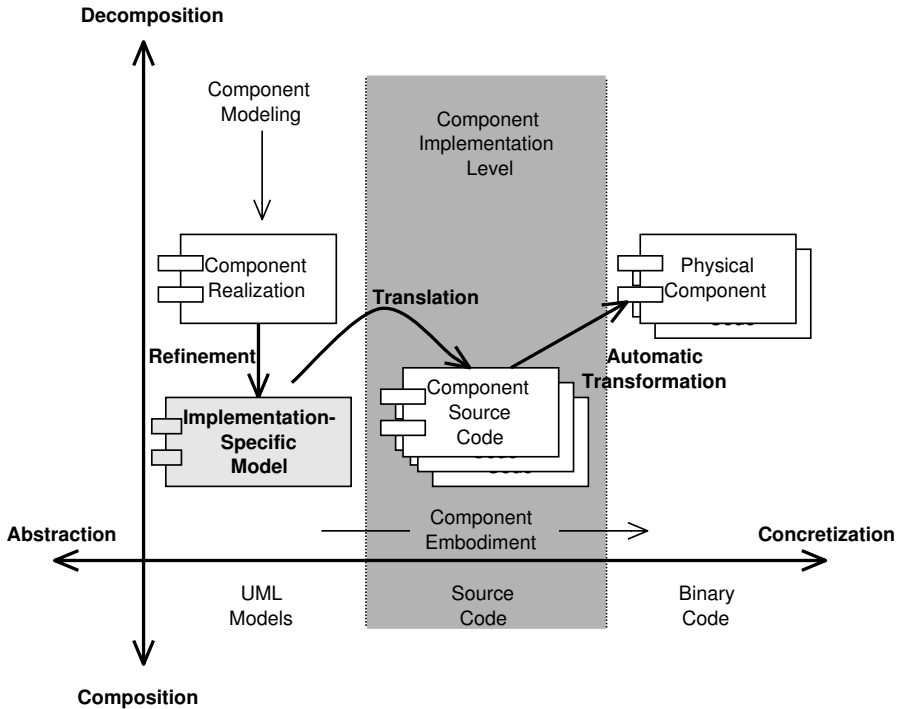 Decomposition
Component
Modeling
Component
Implementation
Level
Component
Realization
Physical
Component
Translation
Refinement
Automatic
Transformation
Implementation-
Specific
Model
Component
Source
Code
Component
Embodiment
Abstraction
Concretization
UML
Models
Source
Code
Binary
Code
Composition